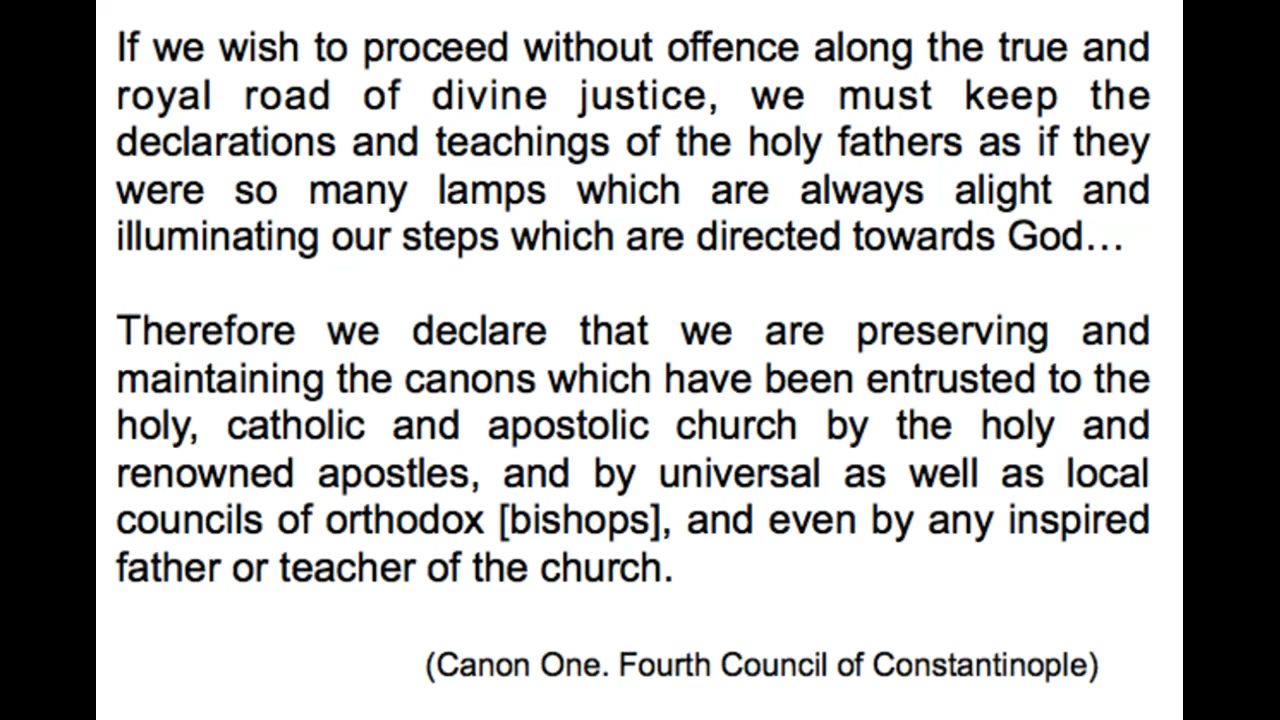 If we wish to proceed without offence along the true and
royal road of divine justice, we must keep the
declarations and teachings of the holy fathers as if they
were so many lamps which are always alight and
illuminating our steps which are directed towards God…
Therefore we declare that we are preserving and
maintaining the canons which have been entrusted to the
holy, catholic and apostolic church by the holy and
renowned apostles, and by universal as well as local
councils of orthodox [bishops], and even by any inspired
father or teacher of the church.
(Canon One. Fourth Council of Constantinople)